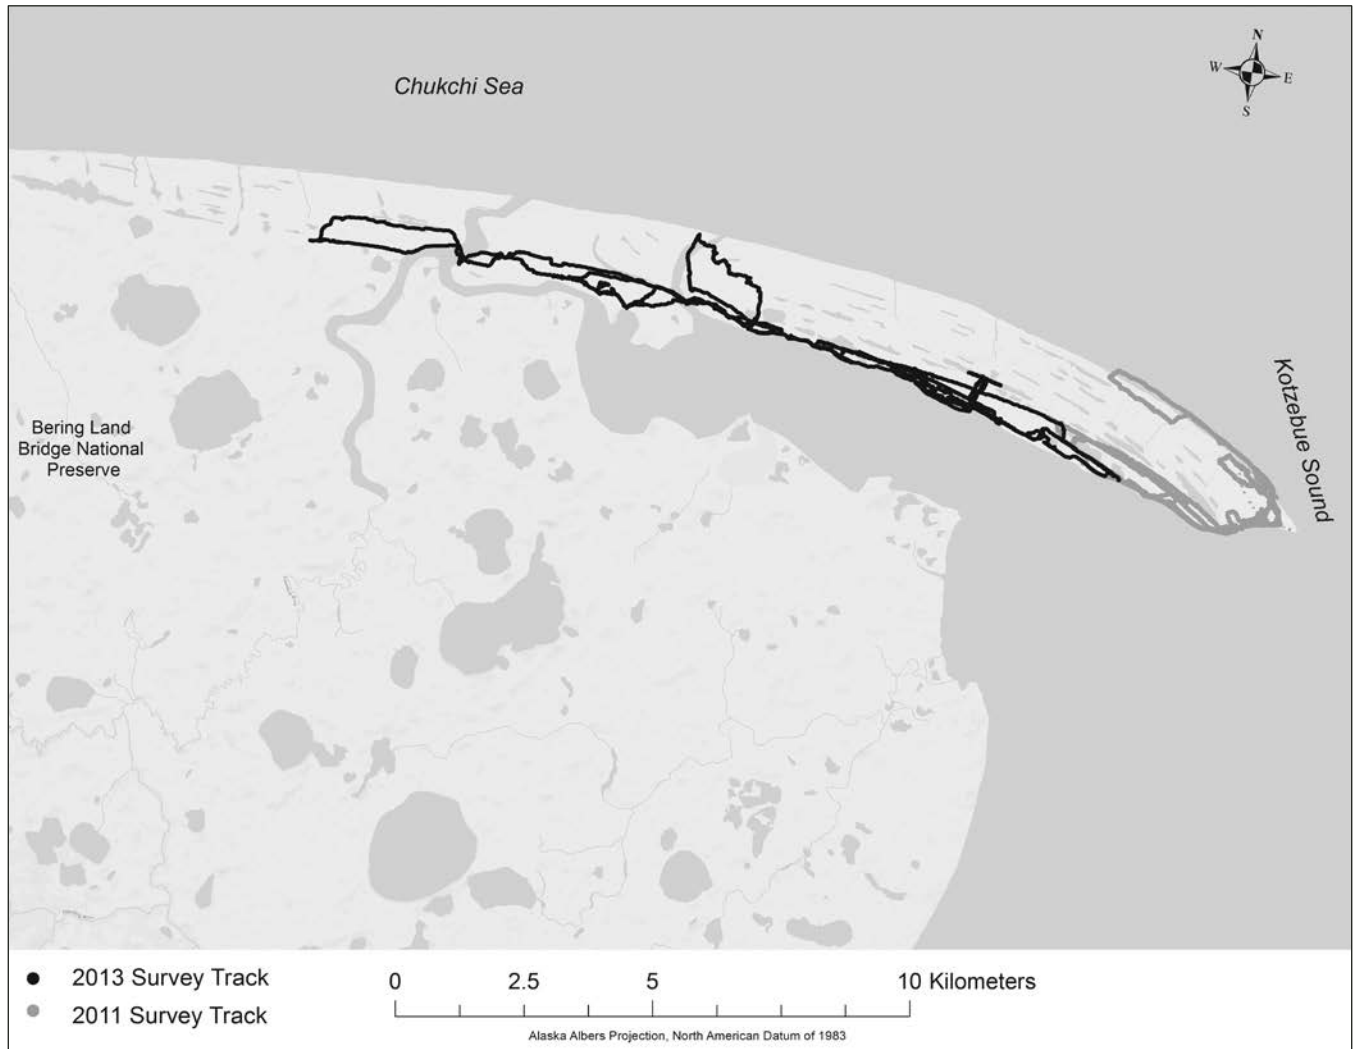 Chukchi Sea
N
W
E
S
Kotzebue Sound
Bering Land
Bridge National
Preserve
2013 Survey Track
2011 Survey Track
0 2.5 5 10 Kilometers
Alaska Albers Projection, North American Datum of 1983